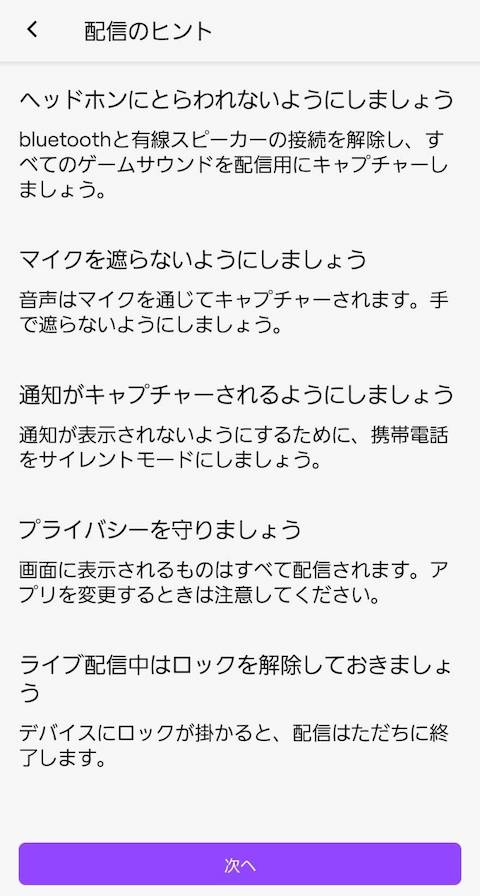 配信のヒント
ヘッドホンにとらわれないようにしましょう
bluetoothと有線スピーカーの接続を解除し、す
べてのゲームサウンドを配信用にキャプチャーし
ましょう。
マイクを遮らないようにしましょう
音声はマイクを通じてキャプチャーされます。手
で遮らないようにしましょう。
通知がキャプチャーされるようにしましょう
通知が表示されないようにするために、携帯電話
をサイレントモードにしましょう。
プライバシーを守りましょう
画面に表示されるものはすべて配信されます。ア
プリを変更するときは注意してください。
ライブ配信中はロックを解除しておきましょ
う
デバイスにロックが掛かると、配信はただちに終
了します。
次へ